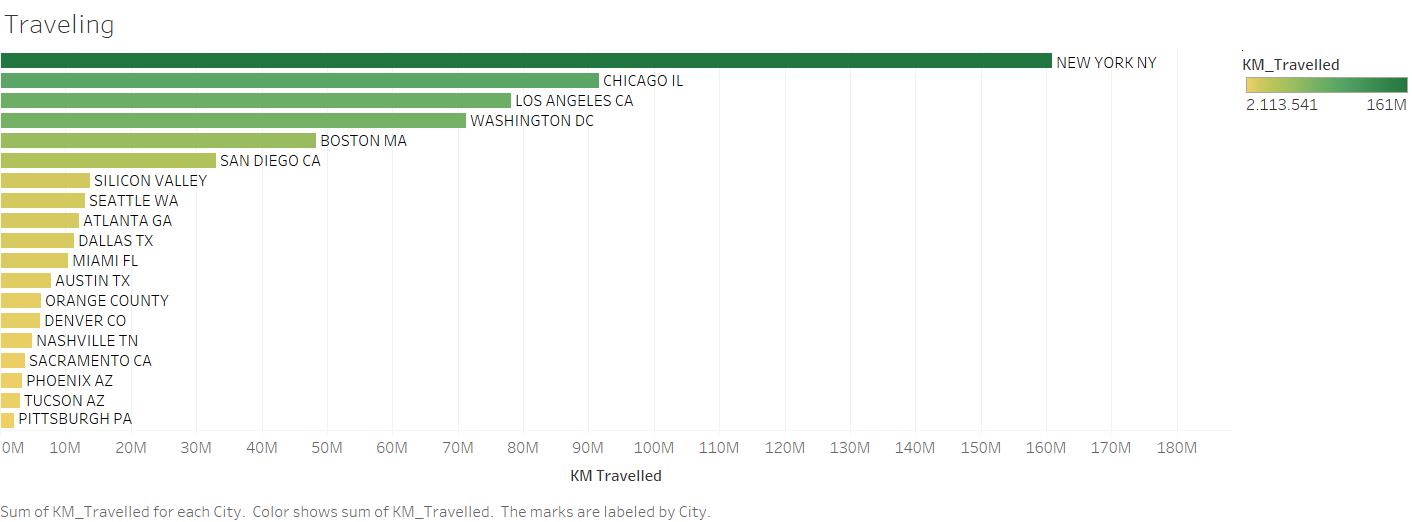 Traveling
NEW YORK NY
KM_Travelled
CHICAGO IL
2.113.541 161M
LOS ANGELES CA
WASHINGTON DC
BOSTON MA
SAN DIEGO CA
SILICON VALLEY
SEATTLE WA
ATLANTA GA
DALLAS TX
MIAMI FL
AUSTIN TX
ORANGE COUNTY
DENVER CO
NASHVILLE TN
SACRAMENTO CA
PHOENIX AZ
TUCSON AZ
PITTSBURGH PA
0M 10M 20M 30M 40M 50M 60M 70M 80M 90M 100M 110M 120M 130M 140M 150M 160M 170M 180M
KM Travelled
Sum of KM_Travelled for each City. Color shows sum of KM_Travelled. The marks are labeled by City.